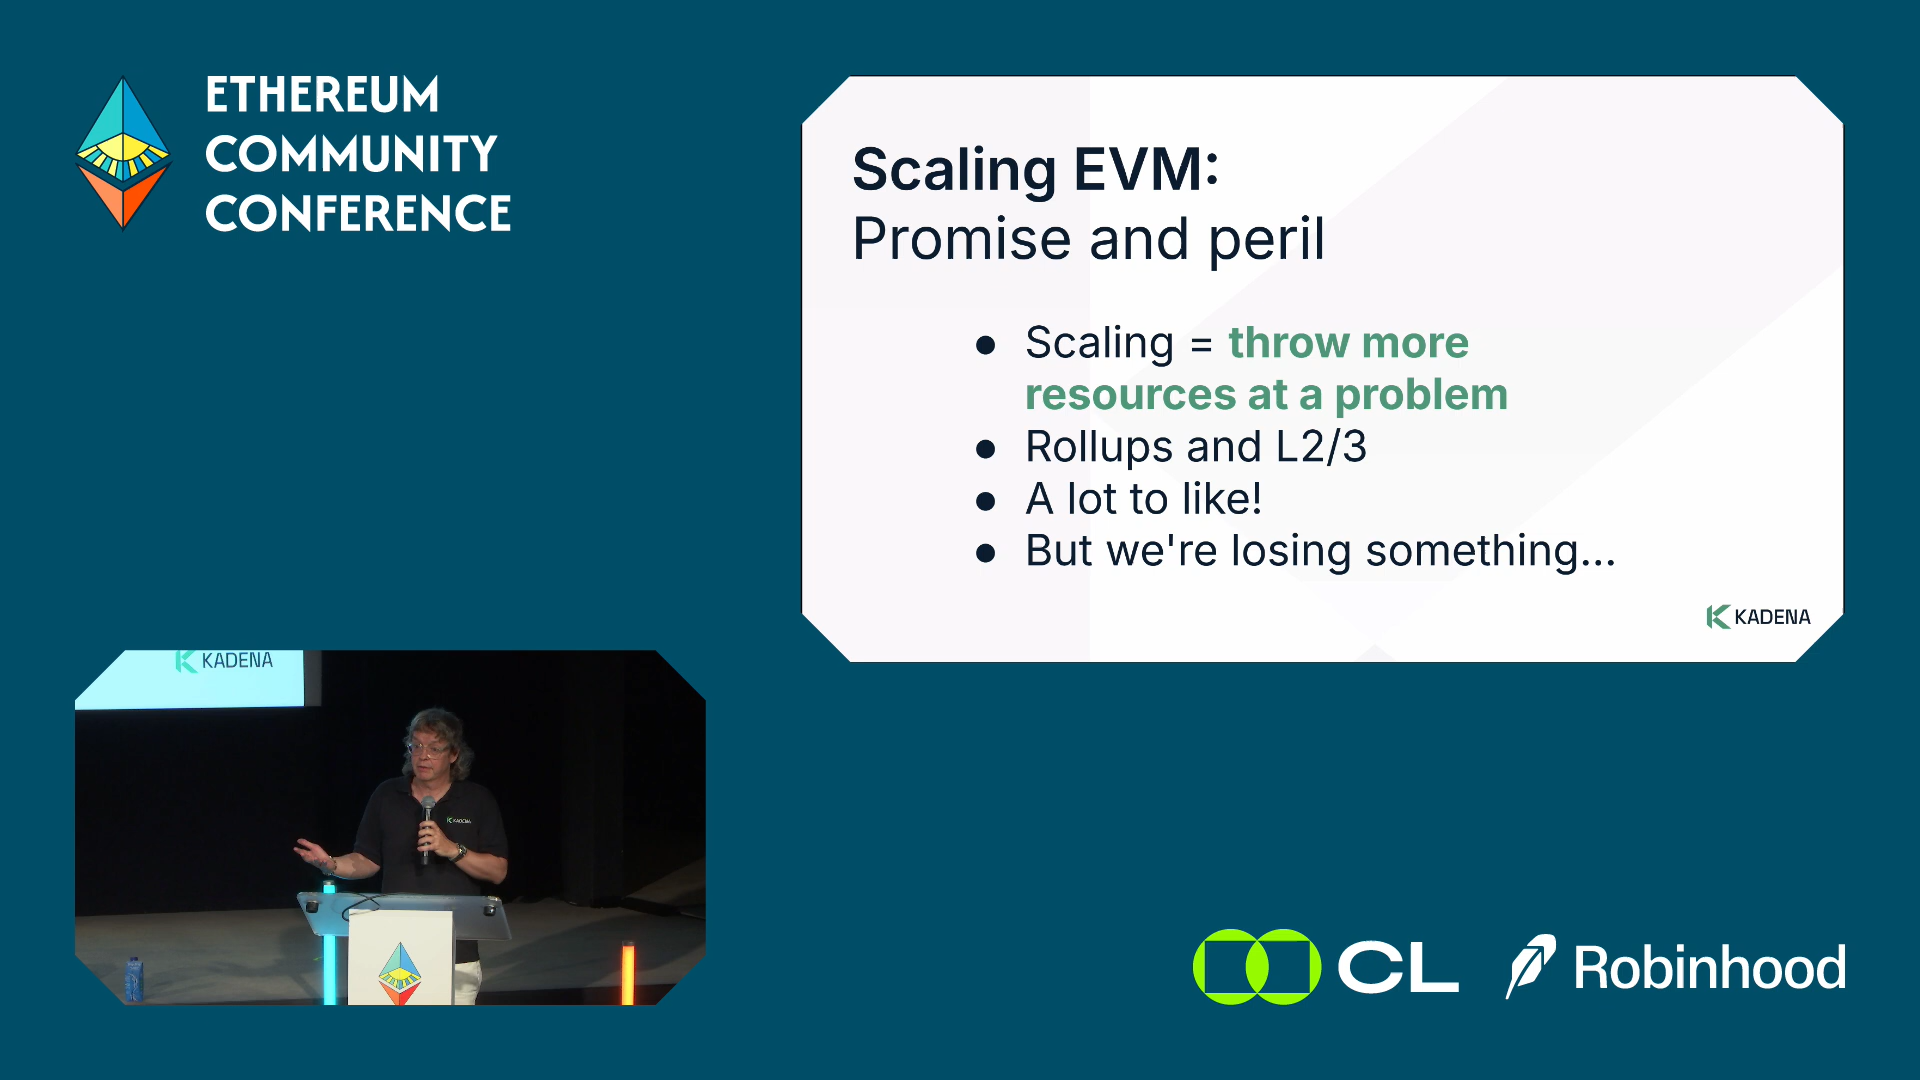 ETHEREUM
COMMUNITY
CONFERENCE
Scaling EVM:
Promise and peril
● Scaling = throw more
resources at a problem
● Rollups and L2/3
● A lot to like!
● But we're losing something...
KADENA
KADENA
KADENA
CL
Robinhood